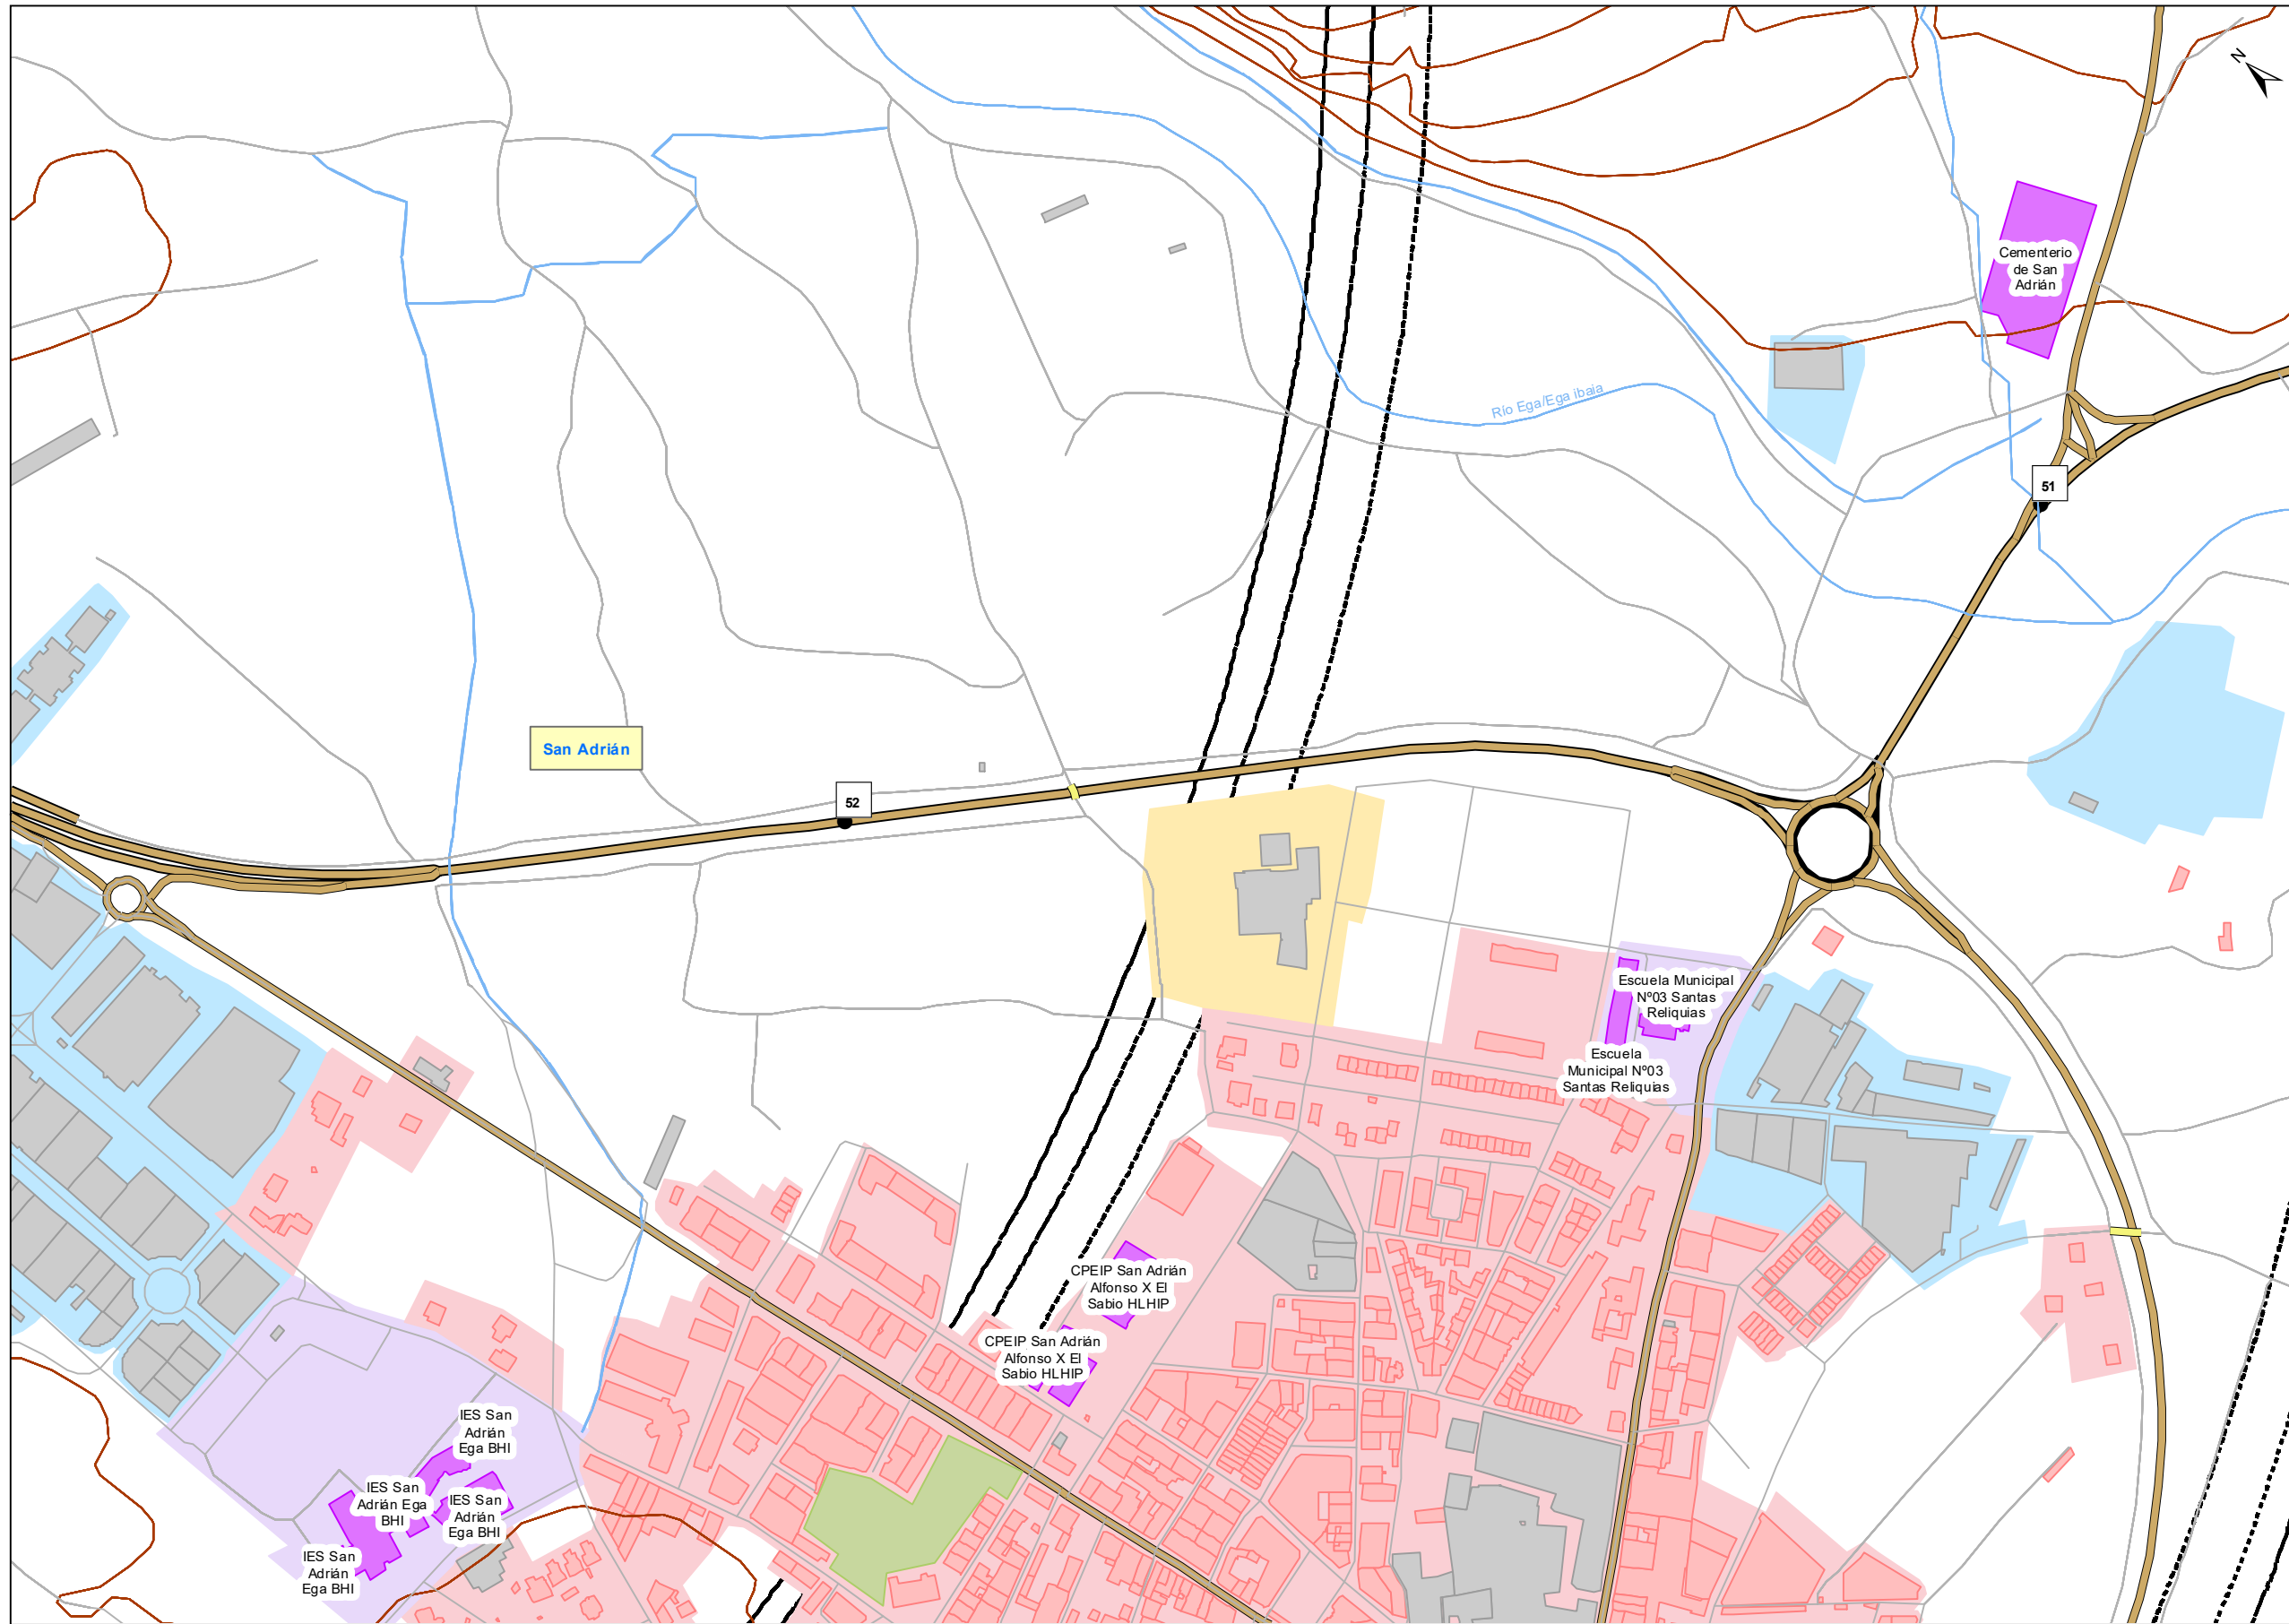 N
Cementerio
de San
Adrián
Río Ega/Ega ibaia
51
San Adrián
52
Escuela Municipal
Nº03 Santas
Reliquias
Escuela
Municipal Nº03
Santas Reliquias
CPEIP San Adrián
Alfonso X El
Sabio HLHIP
CPEIP San Adrián
Alfonso X El
Sabio HLHIP
IES San
Adrián
Ega BHI
IES San
Adrián Ega
BHI
IES San
Adrián
Ega BHI
IES San
Adrián
Ega BHI